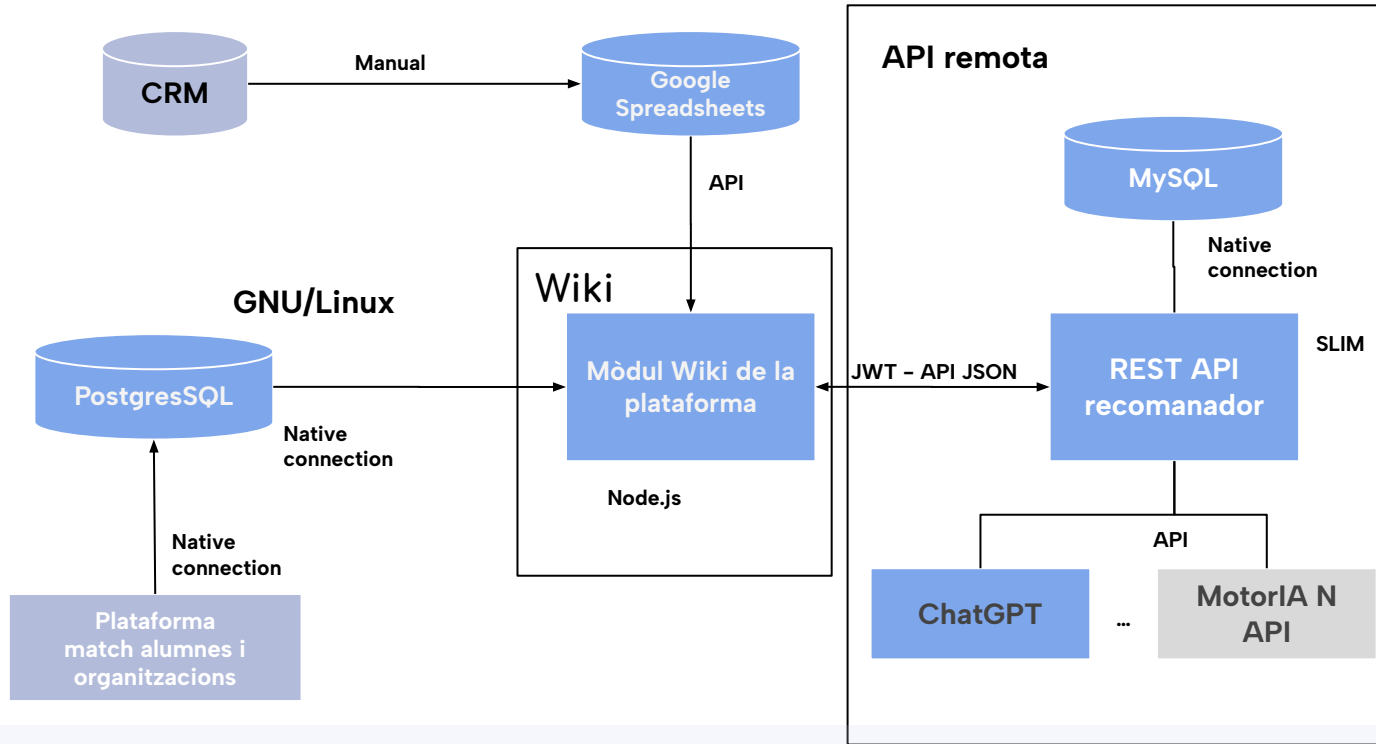 CRM
Manual
Google
Spreadsheets
API remota
API
MySQL
Native
connection
Wiki
GNU/Linux
PostgresSQL
Native
connection
Mòdul Wiki de la
plataforma
Node.js
JWT - API JSON
REST API
recomanador
SLIM
Native
connection
Plataforma
match alumnes i
organitzacions
API
ChatGPT
...
MotorIA N
API